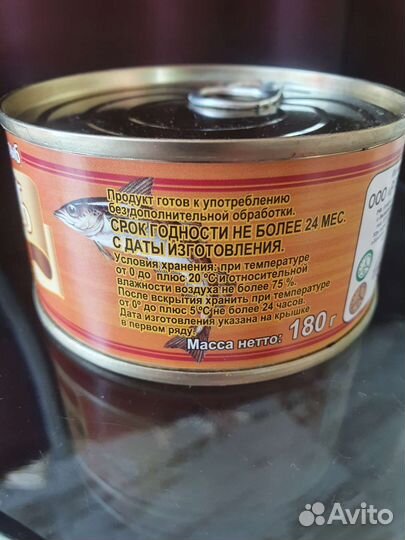 Продукт готов к употреблению
без дополнительной обработки.
СРОК ГОДНОСТИ НЕ БОЛЕЕ 24 МЕС.
С ДАТЫ ИЗГОТОВЛЕНИЯ.
Условия хранения: при температуре
от 0 до плюс 20 °С и относительной
влажности воздуха не более 75 %.
После вскрытия хранить при температуре
от 0° до плюс 5°С не более 24 часов.
Дата изготовления указана на крышке
в первом ряду.
Масса нетто: 180 г
ООО
Avito